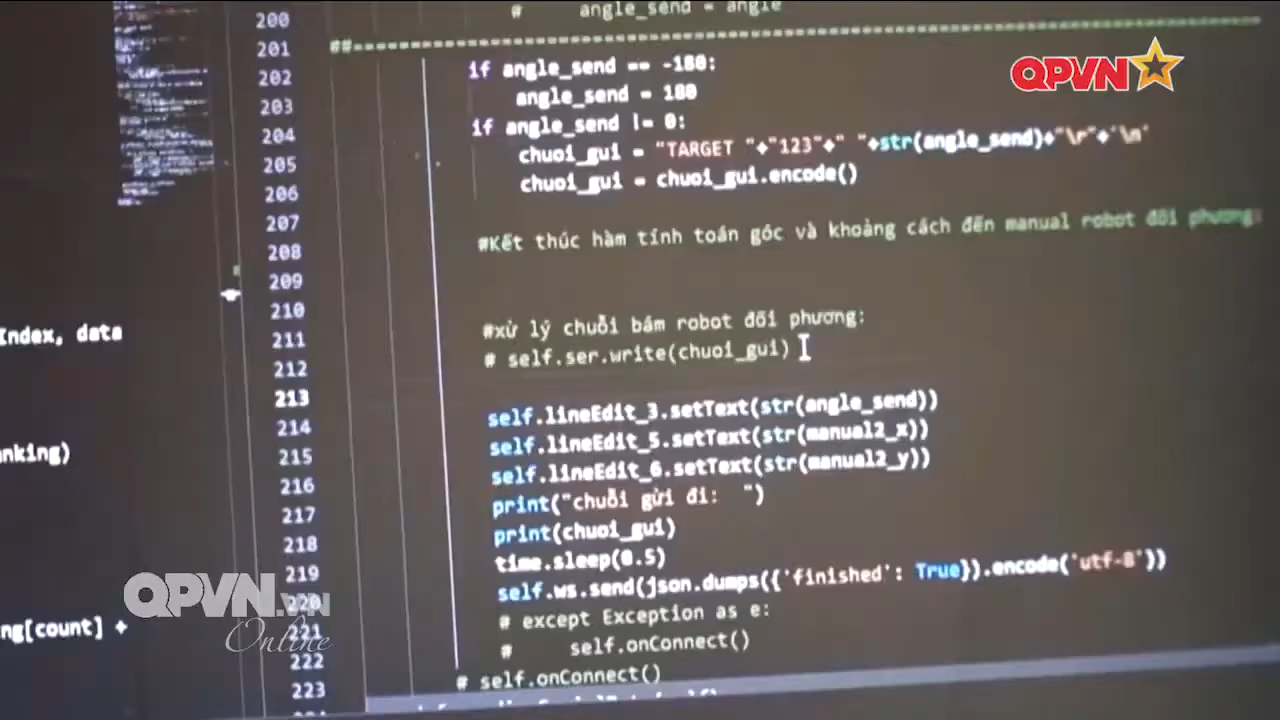 200 # angle_send = angle
201 ##
QPVN
202 if angle_send == -180:
203 angle_send = 180
204 if angle_send != 0:
205 chuoi_gui = "TARGET "+"123"+" "+str(angle_send)+"\r"+'\n'
206 chuoi_gui = chuoi_gui.encode()
207
208 #Kết thúc hàm tính toán góc và khoảng cách đến manual robot đối phương:
209
210
211 #xử lý chuỗi bám robot đối phương:
212 # self.ser.write(chuoi_gui)
213
214 self.lineEdit_3.setText(str(angle_send))
215 self.lineEdit_5.setText(str(manual2_x))
216 self.lineEdit_6.setText(str(manual2_y))
217 print("chuỗi gửi đi:  ")
218 print(chuoi_gui)
219 time.sleep(0.5)
220 self.ws.send(json.dumps({'finished': True}).encode('utf-8'))
221 # except Exception as e:
222 # self.onConnect()
223 # self.onConnect()
Index, data
nking)
ng[count] +
QPVN.VN
Online